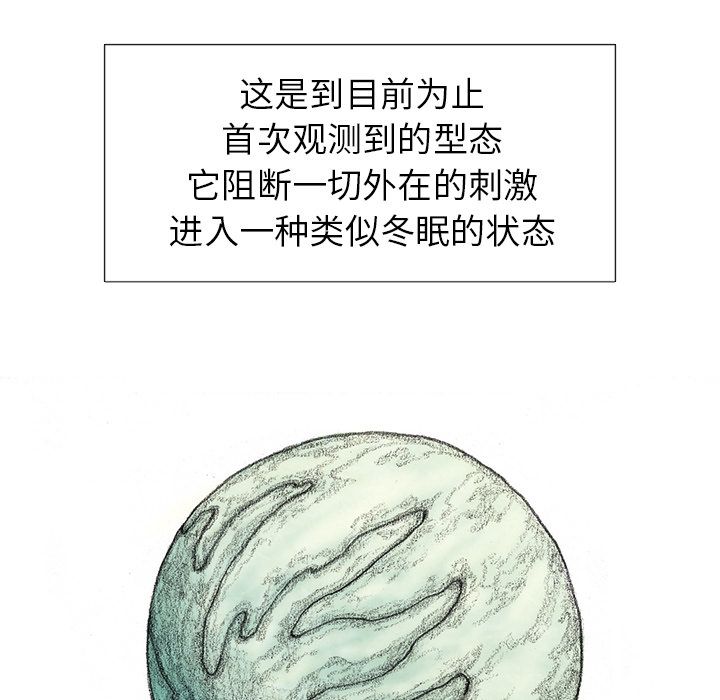 这是到目前为止
首次观测到的型态
它阻断一切外在的刺激
进入一种类似冬眠的状态